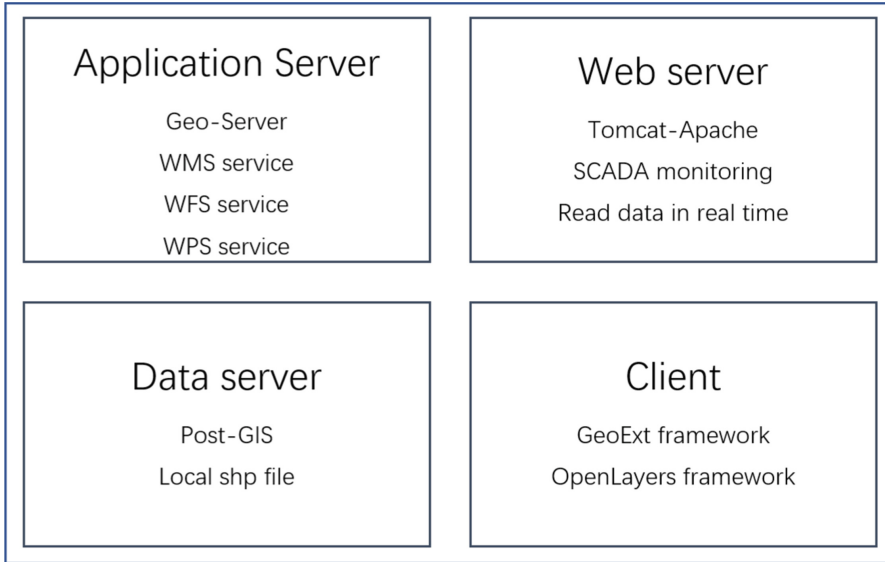 Application Server
Geo-Server
WMS service
WFS service
WPS service
Web server
Tomcat-Apache
SCADA monitoring
Read data in real time
Data server
Post-GIS
Local shp file
Client
GeoExt framework
OpenLayers framework